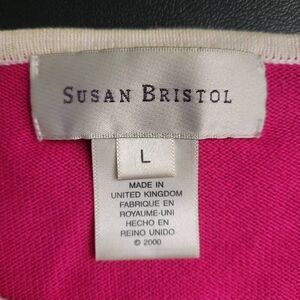 SUSAN BRISTOL
L
MADE IN
UNITED KINGDOM
FABRIQUE EN
ROYAUME-UNI
HECHO EN
REINO UNIDO
© 2000